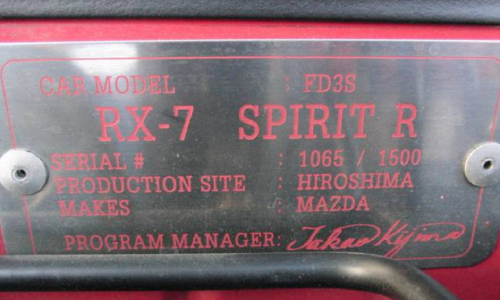 CAR MODEL : FD3S
RX-7 SPIRIT R
SERIAL # : 1065 / 1500
PRODUCTION SITE : HIROSHIMA
MAKES : MAZDA
PROGRAM MANAGER: Takao Kijima